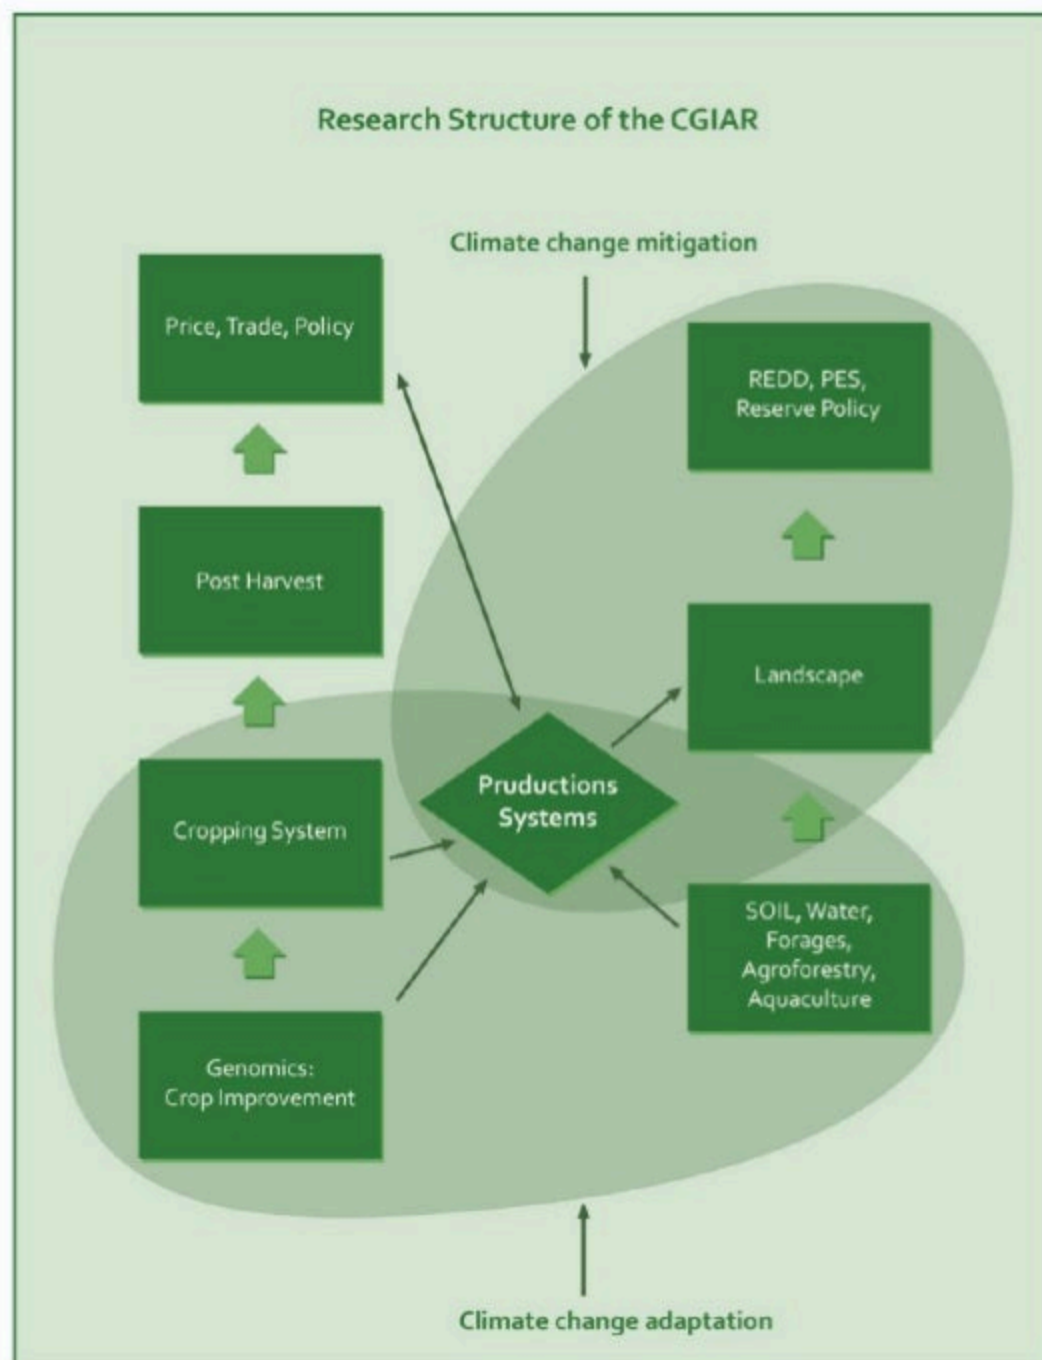 Research Structure of the CGIAR
Climate change mitigation
Price, Trade, Policy
REDD, PES,
Reserve Policy
Post Harvest
Landscape
Pruductions
Systems
Cropping System
SOIL, Water,
Forages,
Agroforestry,
Aquaculture
Genomics:
Crop Improvement
Climate change adaptation